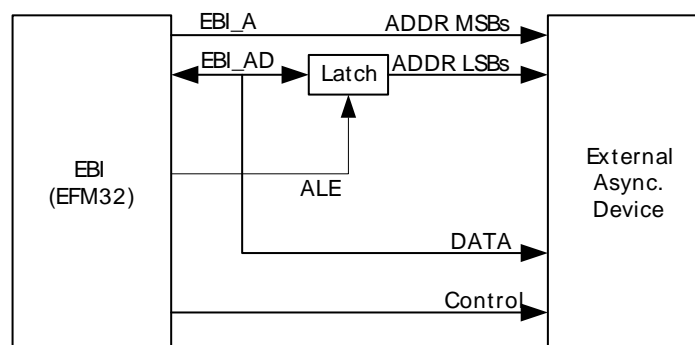 EBI_A ADDR MSBs
EBI_AD Latch ADDR LSBs
EBI
(EFM32)
External
Async.
Device
ALE
DATA
Control